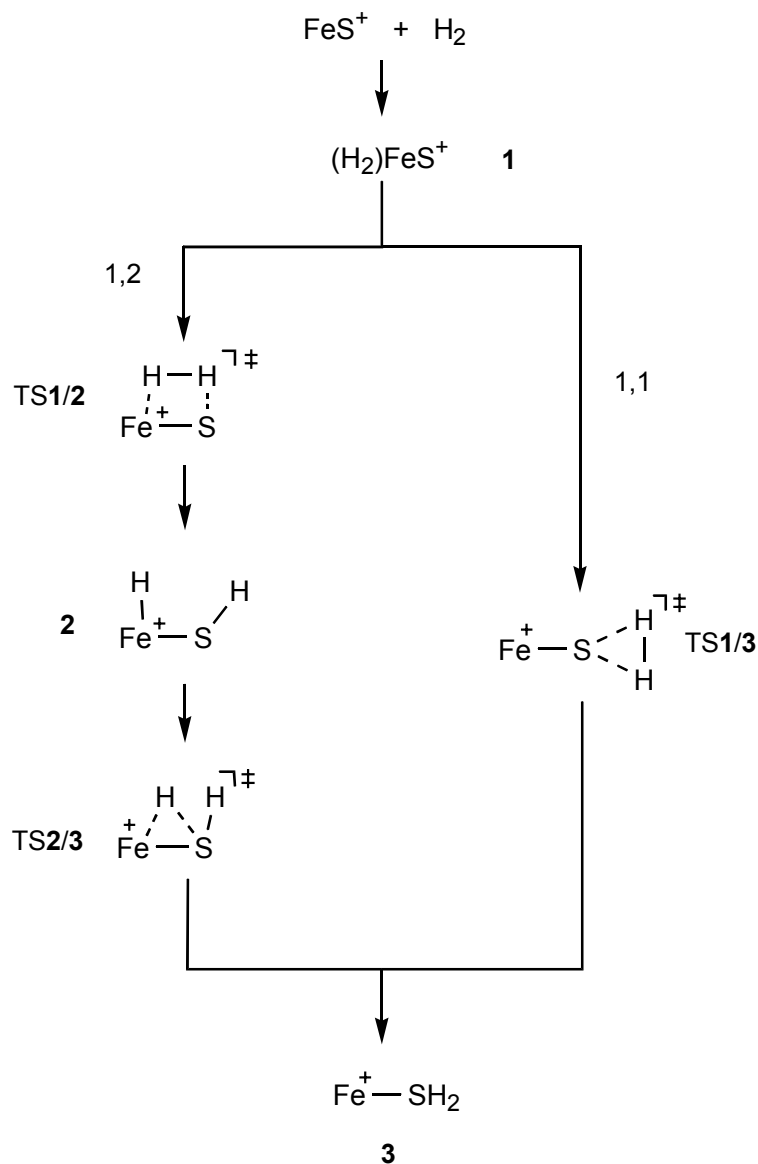 FeS+ + H2
(H2)FeS+ 1
1,2
1,1
H H ‡
TS1/2
Fe+ S
H H
2 Fe+ S
H ‡
Fe+ S TS1/3
H
H H ‡
TS2/3 Fe+ S
Fe+ SH2
3